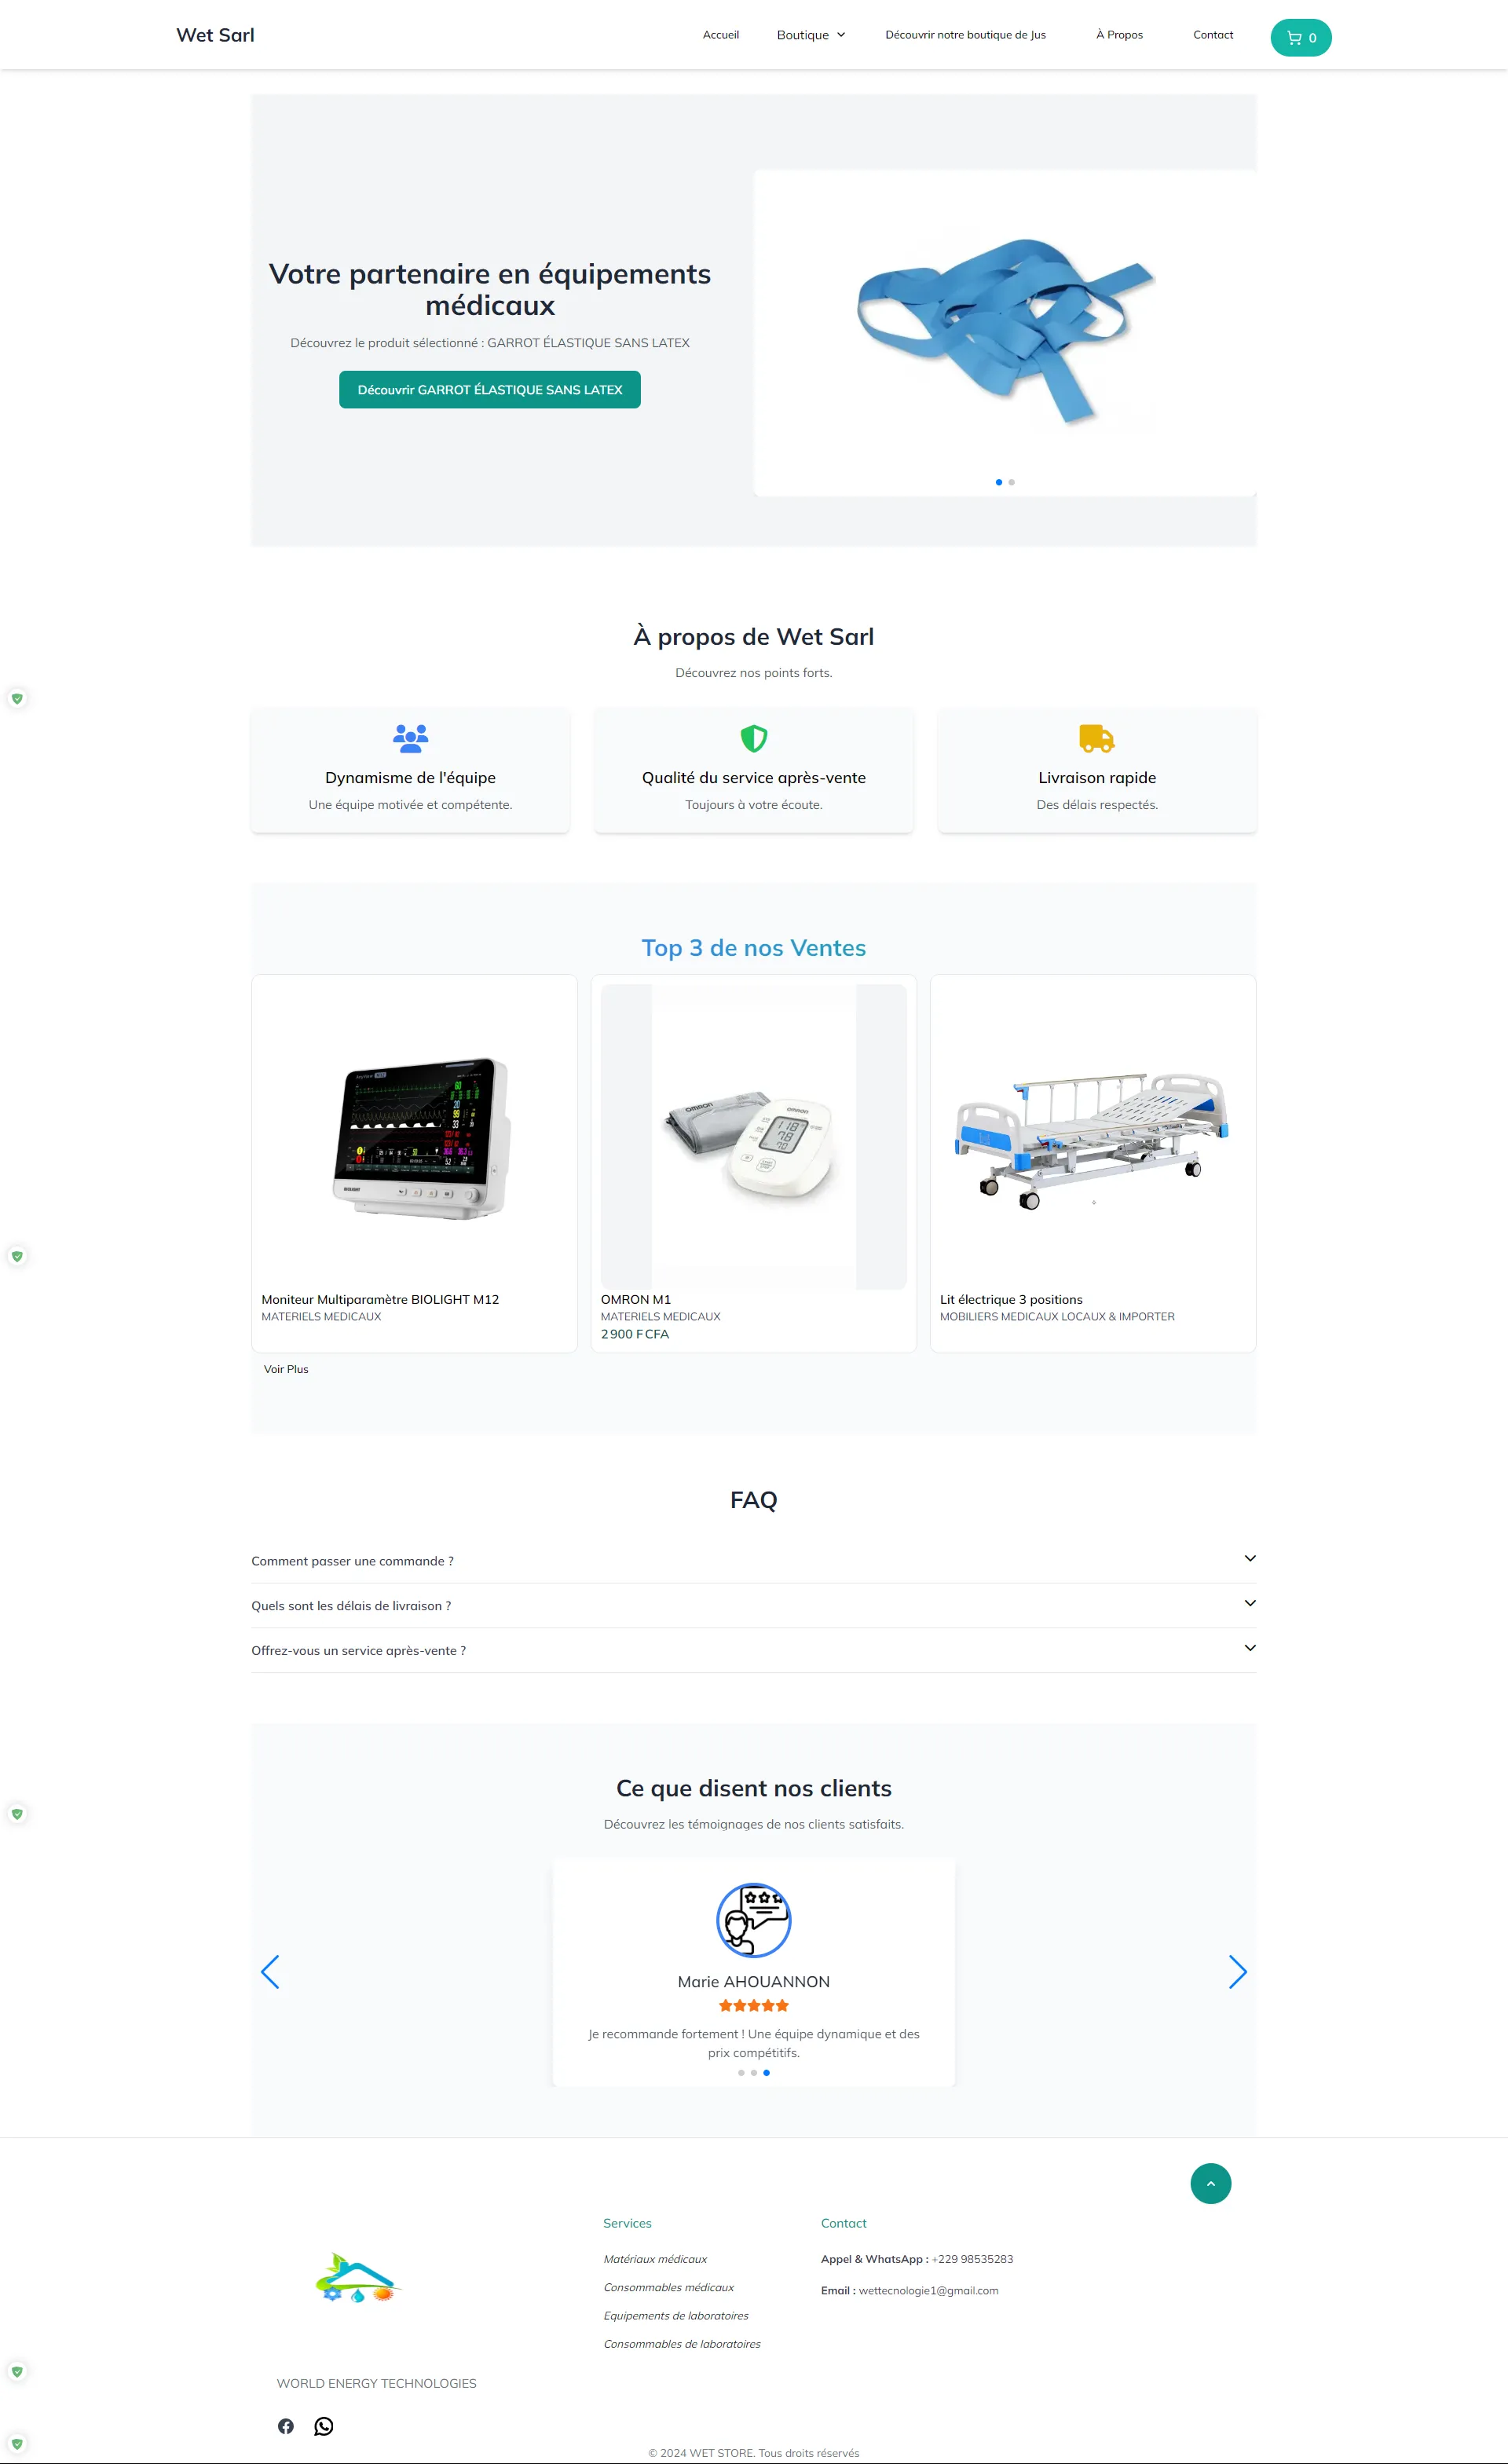 Wet Sarl
Accueil
Boutique
Découvrir notre boutique de Jus
À Propos
Contact
0
Votre partenaire en équipements
médicaux
Découvrez le produit sélectionné : GARROT ÉLASTIQUE SANS LATEX
Découvrir GARROT ÉLASTIQUE SANS LATEX
À propos de Wet Sarl
Découvrez nos points forts.
Dynamisme de l'équipe
Une équipe motivée et compétente.
Qualité du service après-vente
Toujours à votre écoute.
Livraison rapide
Des délais respectés.
Top 3 de nos Ventes
Moniteur Multiparamètre BIOLIGHT M12
MATERIELS MEDICAUX
OMRON
OMRON
118
78
70
OMRON M1
MATERIELS MEDICAUX
2 900 F CFA
Lit électrique 3 positions
MOBILIERS MEDICAUX LOCAUX & IMPORTER
Voir Plus
FAQ
Comment passer une commande ?
Quels sont les délais de livraison ?
Offrez-vous un service après-vente ?
Ce que disent nos clients
Découvrez les témoignages de nos clients satisfaits.
Marie AHOUANNON
Je recommande fortement ! Une équipe dynamique et des
prix compétitifs.
Services
Matériaux médicaux
Consommables médicaux
Equipements de laboratoires
Consommables de laboratoires
Contact
Appel & WhatsApp : +229 98535283
Email : wettecnologie1@gmail.com
WORLD ENERGY TECHNOLOGIES
© 2024 WET STORE. Tous droits réservés